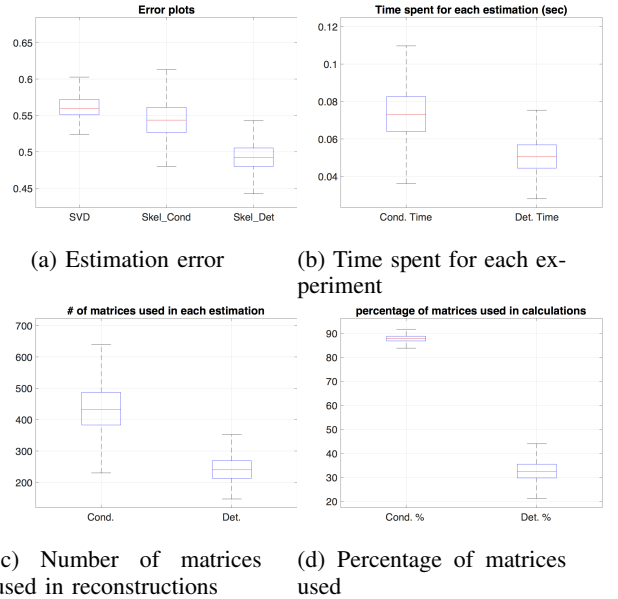 Error plots
0.65
0.6
0.55
0.5
0.45
SVD Skel_Cond Skel_Det
(a) Estimation error
Time spent for each estimation (sec)
0.12
0.1
0.08
0.06
0.04
Cond. Time Det. Time
(b) Time spent for each ex-
periment
# of matrices used in each estimation
700
600
500
400
300
200
Cond. Det.
c) Number of matrices
used in reconstructions
percentage of matrices used in calculations
90
80
70
60
50
40
30
20
Cond. % Det. %
(d) Percentage of matrices
used